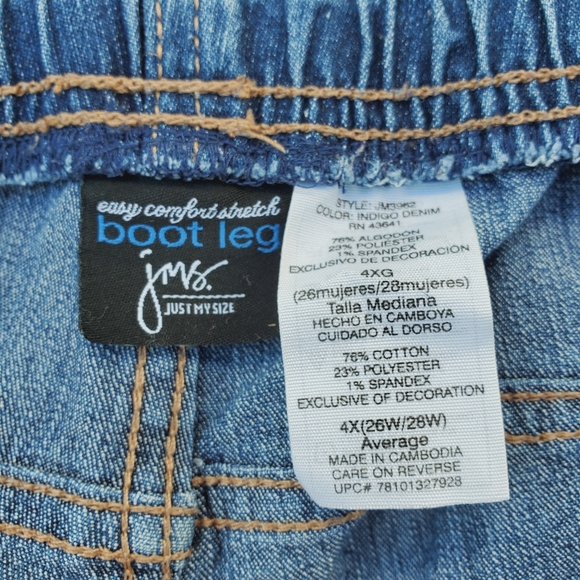 easy comfort stretch
boot leg
jms.
JUST MY SIZE
STYLE: JM3962
COLOR: INDIGO DENIM
RN 43641
76% ALGODON
23% POLIESTER
1% SPANDEX
EXCLUSIVO DE DECORACIÓN
4XG
(26mujeres/28mujeres)
Talla Mediana
HECHO EN CAMBOYA
CUIDADO AL DORSO
76% COTTON
23% POLYESTER
1% SPANDEX
EXCLUSIVE OF DECORATION
4X(26W/28W)
Average
MADE IN CAMBODIA
CARE ON REVERSE
UPC# 78101327928